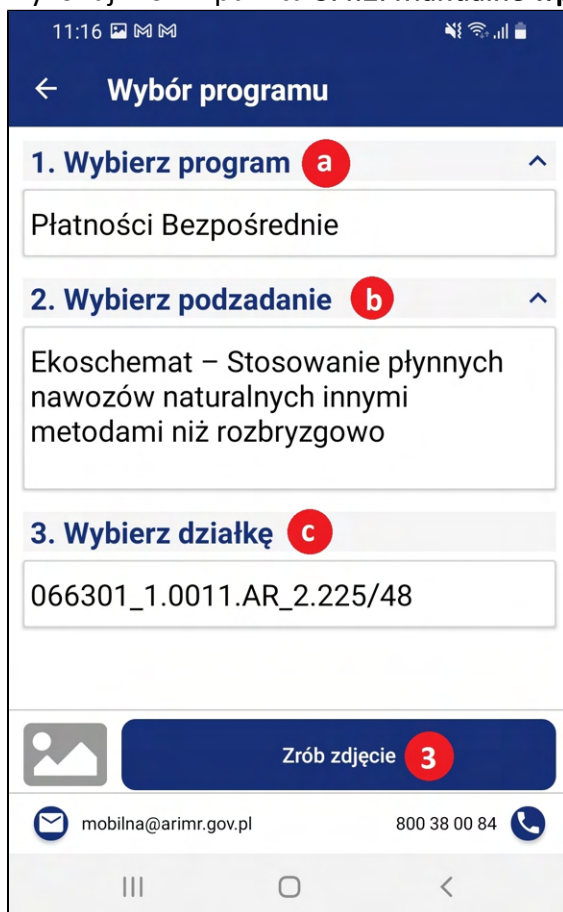 11:16
Wybór programu
1. Wybierz program a
Płatności Bezpośrednie
2. Wybierz podzadanie b
Ekoschemat – Stosowanie płynnych
nawozów naturalnych innymi
metodami niż rozbryzgowo
3. Wybierz działkę c
066301_1.0011.AR_2.225/48
Zrób zdjęcie 3
mobilna@arimr.gov.pl 800 38 00 84